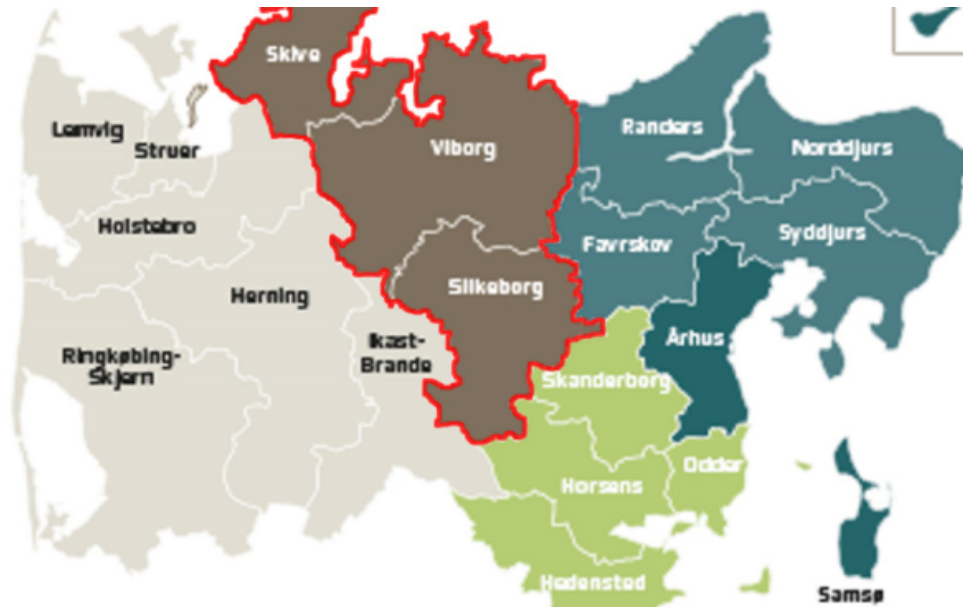 Skive
Lemvig
Struer
Viborg
Randers
Norddjurs
Holstebro
Favrskov
Syddjurs
Herning
Silkeborg
Ikast-
Brande
Århus
Ringkøbing-
Skjern
Skanderborg
Odder
Horsens
Hedensted
Samsø